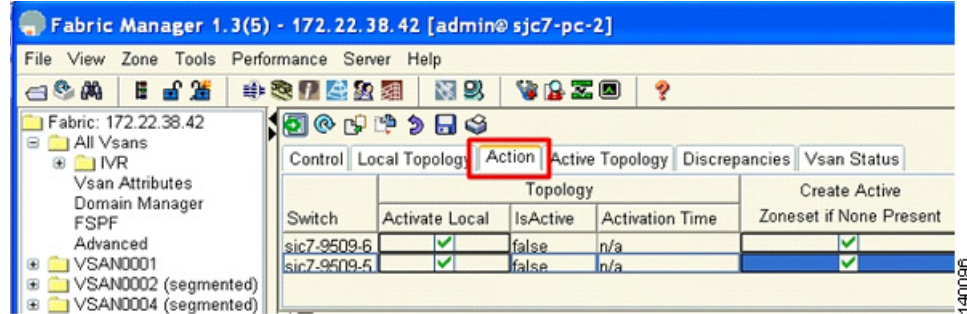 Fabric Manager 1.3(5) - 172.22.38.42 [admin@sjc7-pc-2]
File View Zone Tools Performance Server Help
Fabric: 172.22.38.42
All Vsans
IVR
Vsan Attributes
Domain Manager
FSPF
Advanced
VSAN0001
VSAN0002 (segmented)
VSAN0004 (segmented)
Control Local Topology Action Active Topology Discrepancies Vsan Status
Topology Create Active
Switch Activate Local IsActive Activation Time Zoneset if None Present
sjc7-9509-6 false n/a
sjc7-9509-5 false n/a
140096